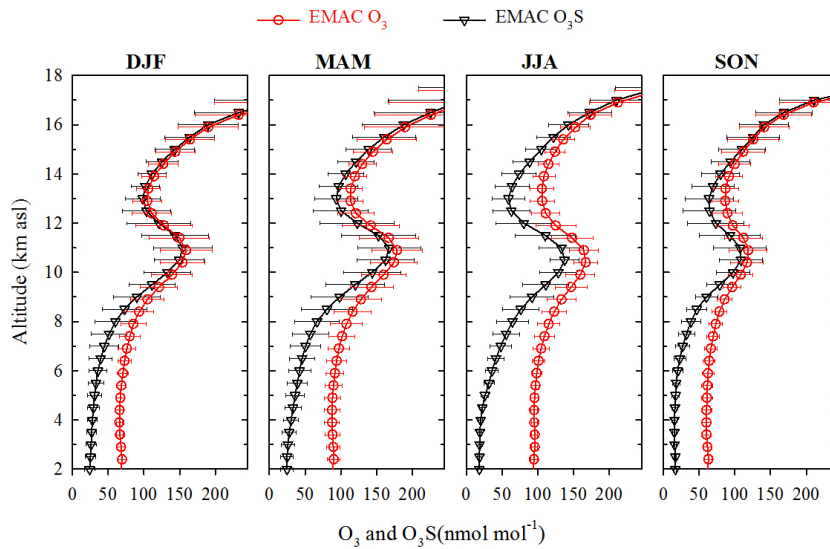 EMAC O₃ EMAC O₃S
DJF MAM JJA SON
18
16
14
12
10
8
6
4
2
Altitude (km asl)
0 50 100 150 200 0 50 100 150 200 0 50 100 150 200 0 50 100 150 200
O₃ and O₃S(nmol mol⁻¹)